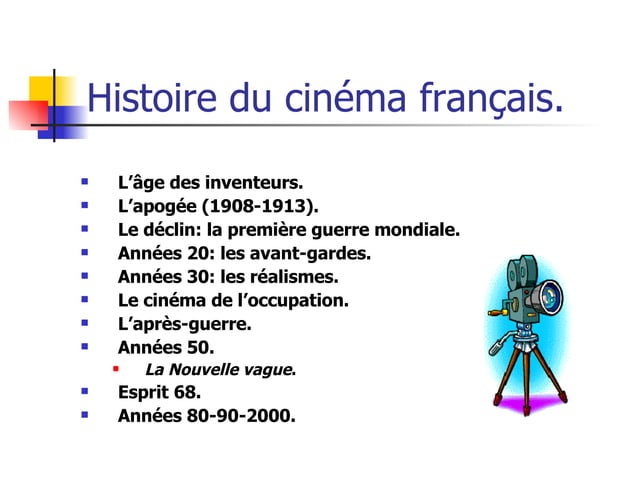 Histoire du cinéma français.
L’âge des inventeurs.
L’apogée (1908-1913).
Le déclin: la première guerre mondiale.
Années 20: les avant-gardes.
Années 30: les réalismes.
Le cinéma de l’occupation.
L’après-guerre.
Années 50.
La Nouvelle vague.
Esprit 68.
Années 80-90-2000.